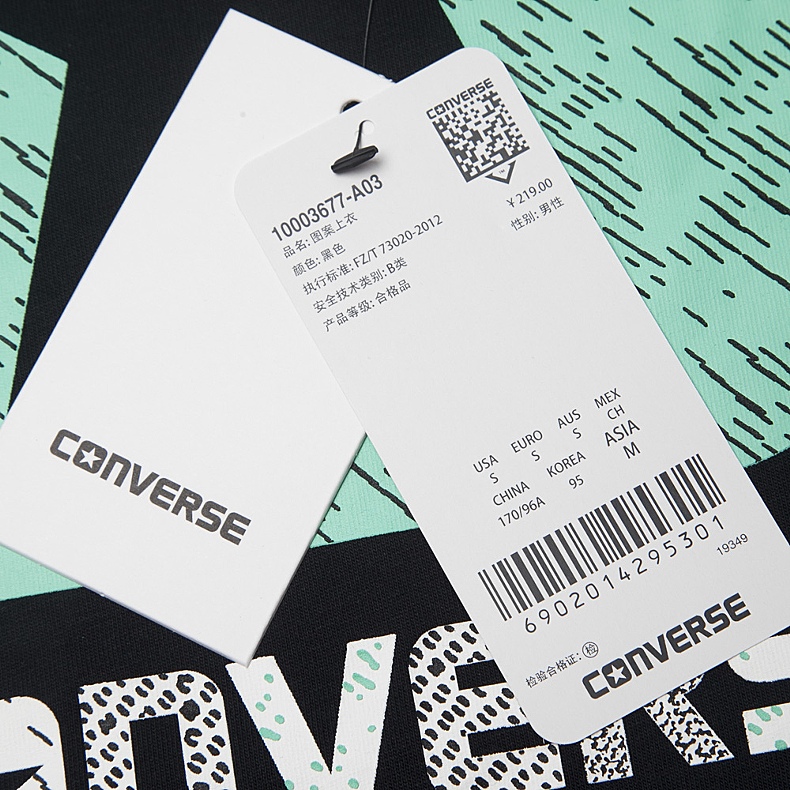 CONVERSE
10003677-A03
品名: 图案上衣
颜色: 黑色
执行标准: FZ/T 73020-2012
安全技术类别: B类
产品等级: 合格品
¥219.00
性别: 男性
USA EURO AUS MEX
S S S CH
CHINA KOREA ASIA
170/96A 95 M
6902014295301
19349
检验合格证: 检
CONVERSE
CONVERSE
CONVERS